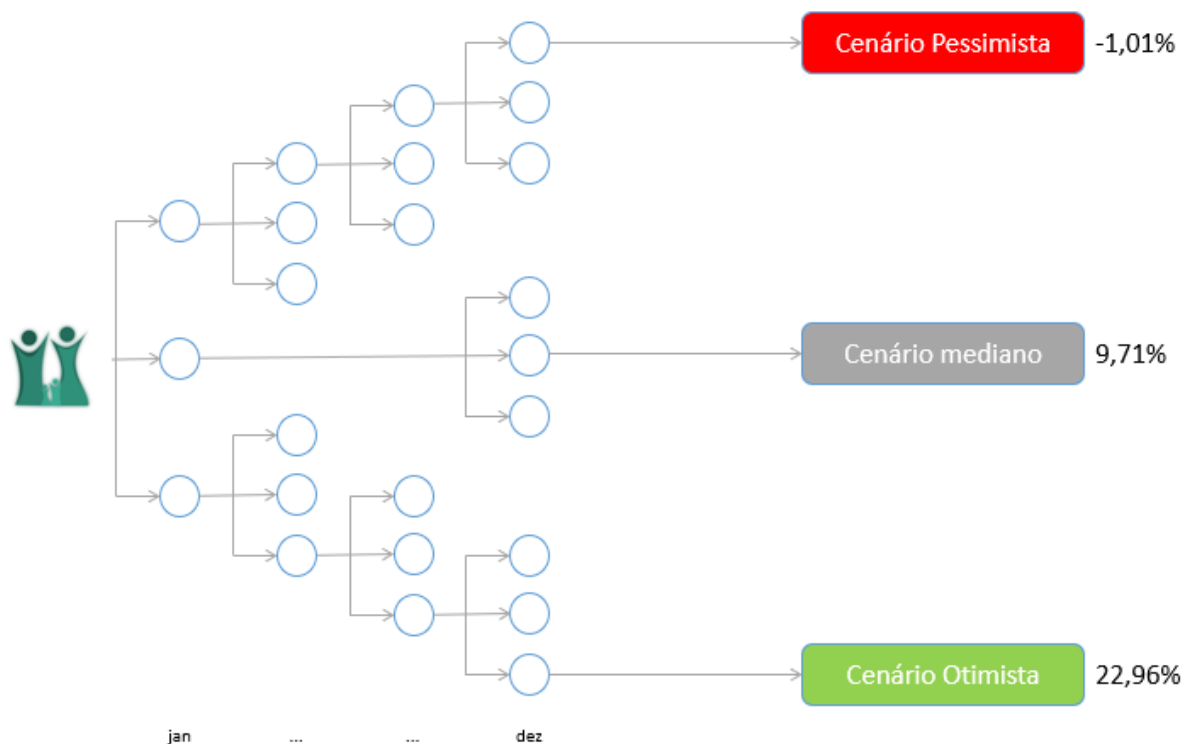 Cenário Pessimista -1,01%
Cenário mediano 9,71%
Cenário Otimista 22,96%
jan ... ... dez